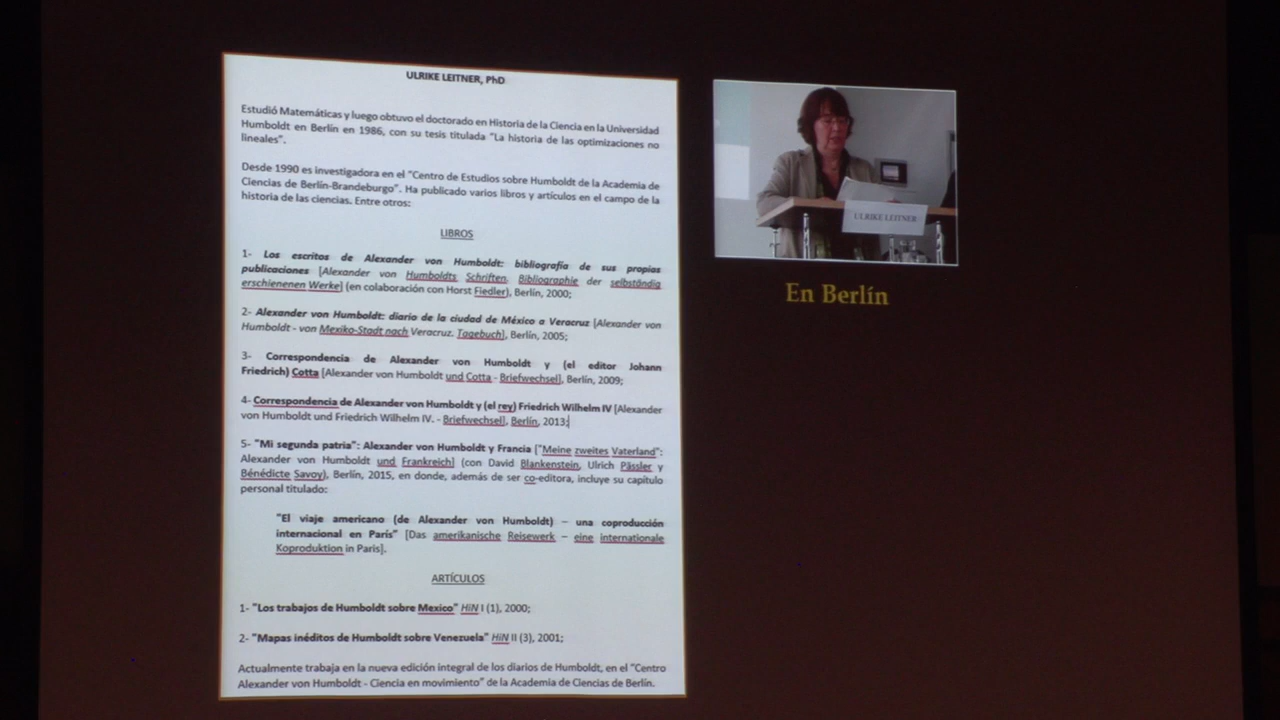 ULRIKE LEITNER, PhD
Estudió Matemáticas y luego obtuvo el doctorado en Historia de la Ciencia en la Universidad
Humboldt en Berlín en 1986, con su tesis titulada "La historia de las optimizaciones no
lineales".
Desde 1990 es investigadora en el "Centro de Estudios sobre Humboldt de la Academia de
Ciencias de Berlín-Brandeburgo". Ha publicado varios libros y artículos en el campo de la
historia de las ciencias. Entre otros:
LIBROS
1- Los escritos de Alexander von Humboldt: bibliografía de sus propias
publicaciones [Alexander von Humboldts Schriften. Bibliographie der selbständig
erschienenen Werke] (en colaboración con Horst Fiedler), Berlín, 2000;
2- Alexander von Humboldt: diario de la ciudad de México a Veracruz [Alexander von
Humboldt - von Mexiko-Stadt nach Veracruz. Tagebuch], Berlín, 2005;
3- Correspondencia de Alexander von Humboldt y (el editor Johann
Friedrich) Cotta [Alexander von Humboldt und Cotta - Briefwechsel], Berlín, 2009;
4- Correspondencia de Alexander von Humboldt y (el rey) Friedrich Wilhelm IV [Alexander
von Humboldt und Friedrich Wilhelm IV. - Briefwechsel], Berlín, 2013;
5- "Mi segunda patria": Alexander von Humboldt y Francia ["Meine zweites Vaterland":
Alexander von Humboldt und Frankreich] (con David Blankenstein, Ulrich Pässler y
Bénédicte Savoy), Berlín, 2015, en donde, además de ser co-editora, incluye su capítulo
personal titulado:
"El viaje americano (de Alexander von Humboldt) – una coproducción
internacional en París" [Das amerikanische Reisewerk – eine internationale
Koproduktion in Paris].
ARTÍCULOS
1- "Los trabajos de Humboldt sobre Mexico" HiN I (1), 2000;
2- "Mapas inéditos de Humboldt sobre Venezuela" HiN II (3), 2001;
Actualmente trabaja en la nueva edición integral de los diarios de Humboldt, en el "Centro
Alexander von Humboldt - Ciencia en movimiento" de la Academia de Ciencias de Berlín.
ULRIKE LEITNER
En Berlín